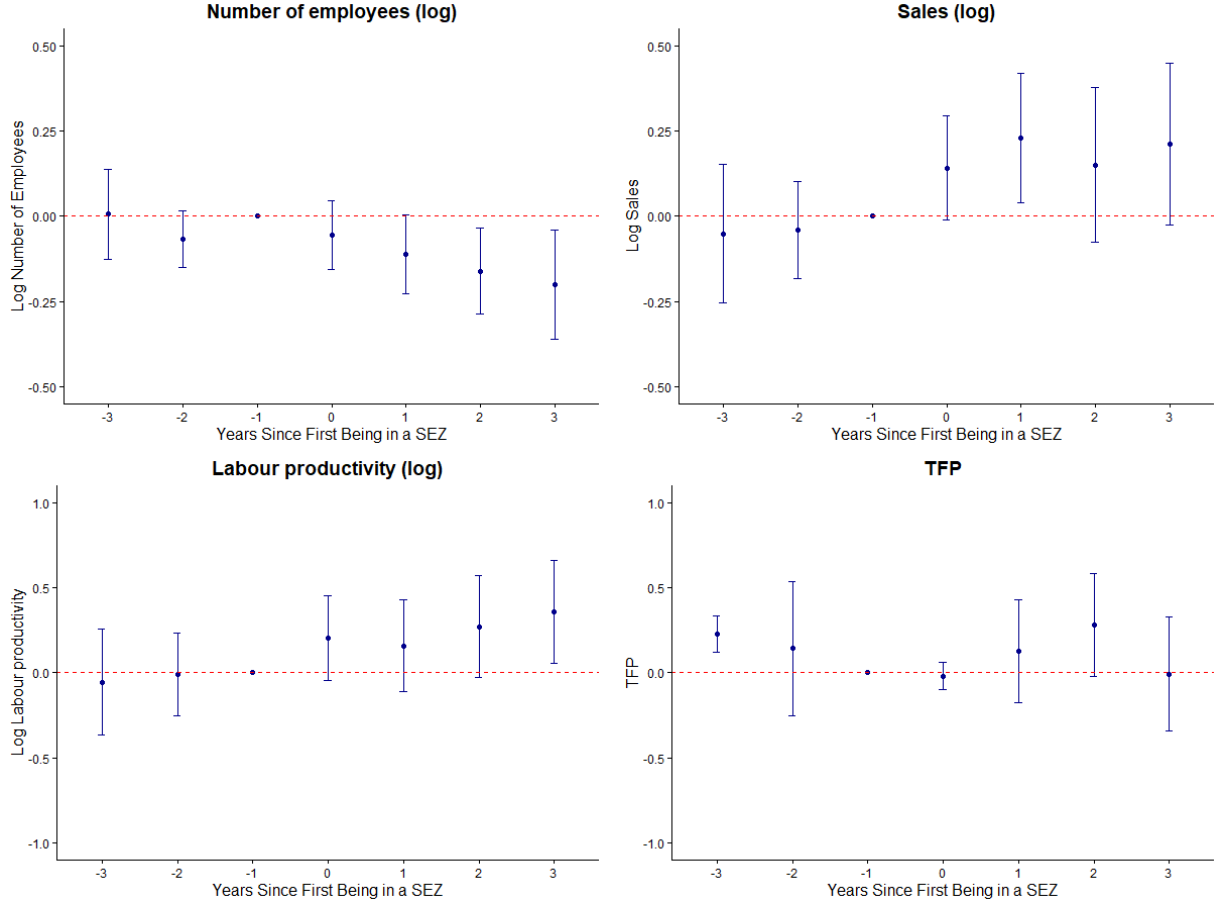 Number of employees (log)
Log Number of Employees
0.50
0.25
0.00
-0.25
-0.50
-3 -2 -1 0 1 2 3
Years Since First Being in a SEZ
Sales (log)
Log Sales
0.50
0.25
0.00
-0.25
-0.50
-3 -2 -1 0 1 2 3
Years Since First Being in a SEZ
Labour productivity (log)
Log Labour productivity
1.0
0.5
0.0
-0.5
-1.0
-3 -2 -1 0 1 2 3
Years Since First Being in a SEZ
TFP
TFP
1.0
0.5
0.0
-0.5
-1.0
-3 -2 -1 0 1 2 3
Years Since First Being in a SEZ